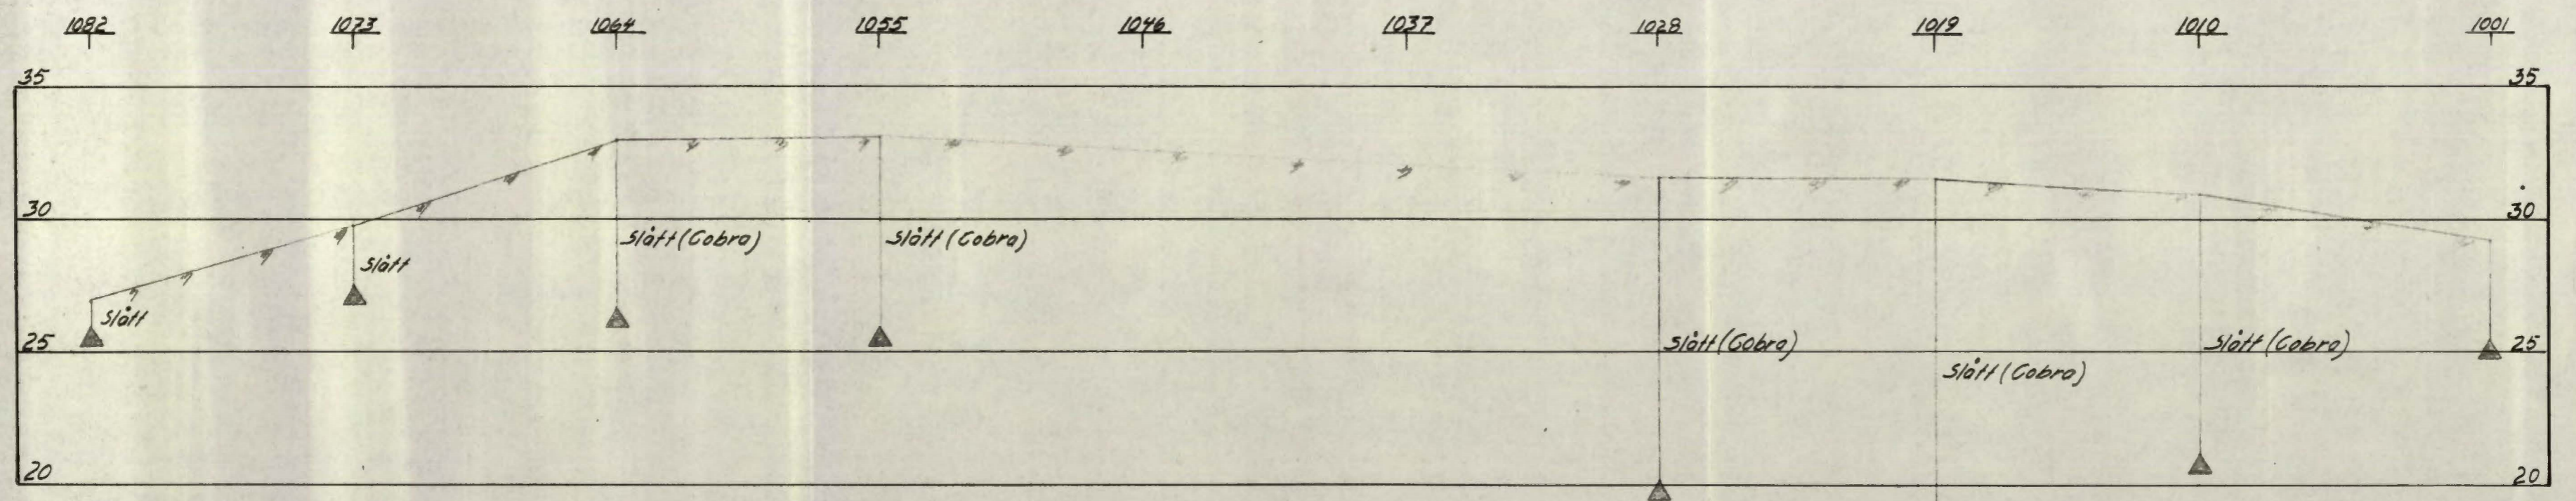 1082 1073 1064 1055 1046 1037 1028 1019 1010 1001
35 35
30 30
Slått (Cobra) Slått (Cobra)
Slått
Slått
25 Slått (Cobra) Slått (Cobra) 25
Slått (Cobra)
20 20